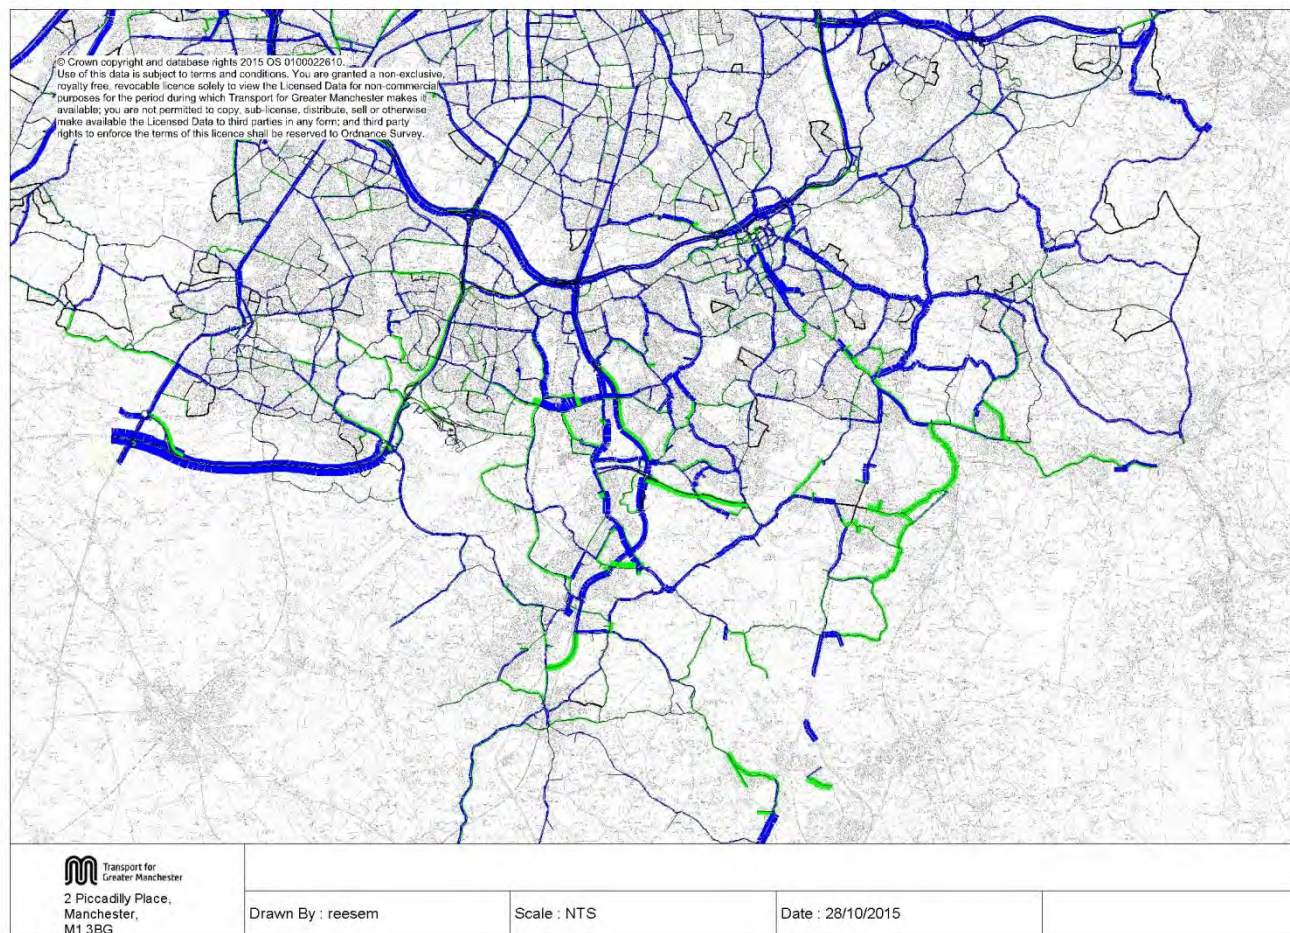 © Crown copyright and database rights 2015 OS 0100022610.
Use of this data is subject to terms and conditions. You are granted a non-exclusive,
royalty free, revocable licence solely to view the Licensed Data for non-commercial
purposes for the period during which Transport for Greater Manchester makes it
available; you are not permitted to copy, sub-license, distribute, sell or otherwise
make available the Licensed Data to third parties in any form; and third party
rights to enforce the terms of this licence shall be reserved to Ordnance Survey.
Transport for
Greater Manchester
2 Piccadilly Place,
Manchester,
M1 3BG
Drawn By : reesem
Scale : NTS
Date : 28/10/2015